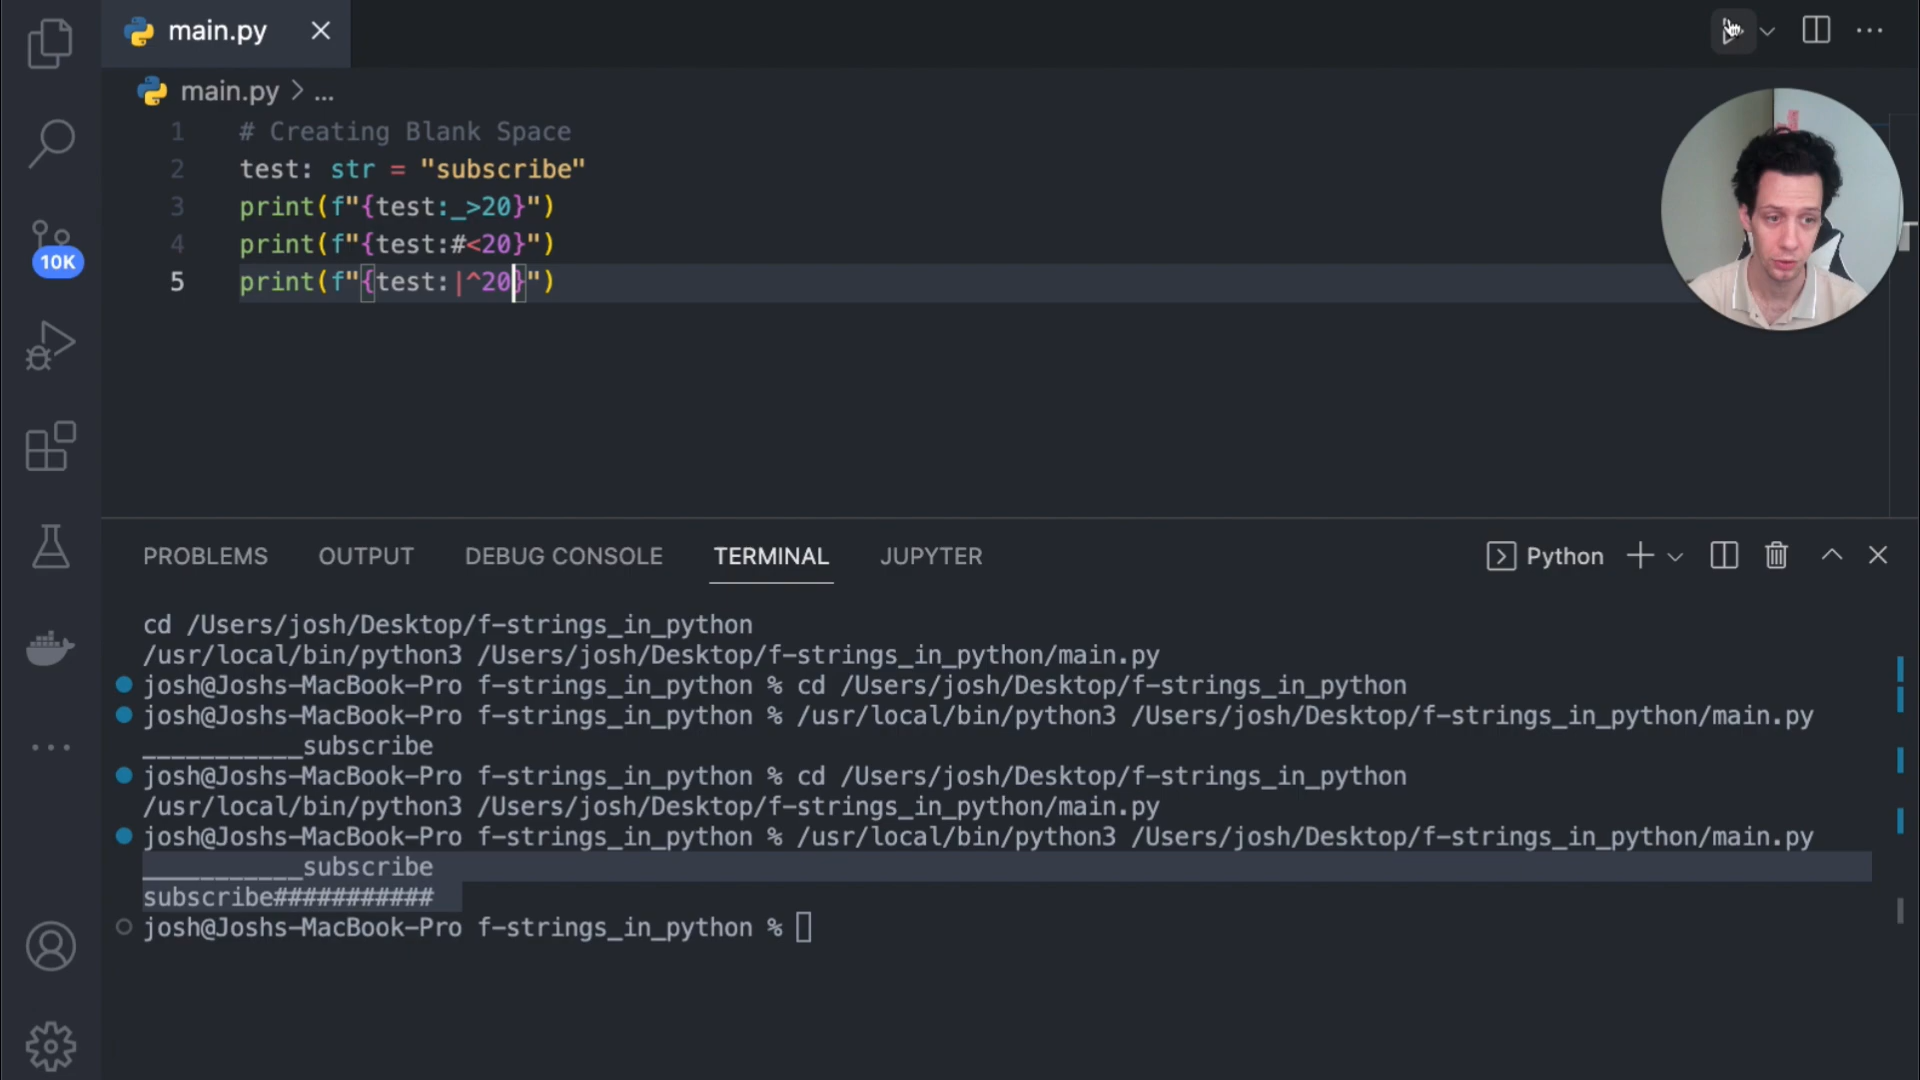 main.py
main.py > ...
1 # Creating Blank Space
2 test: str = "subscribe"
3 print(f"{test:_>20}")
4 print(f"{test:#<20}")
5 print(f"{test:|^20}")
10K
PROBLEMS OUTPUT DEBUG CONSOLE TERMINAL JUPYTER Python
cd /Users/josh/Desktop/f-strings_in_python
/usr/local/bin/python3 /Users/josh/Desktop/f-strings_in_python/main.py
josh@Joshs-MacBook-Pro f-strings_in_python % cd /Users/josh/Desktop/f-strings_in_python
josh@Joshs-MacBook-Pro f-strings_in_python % /usr/local/bin/python3 /Users/josh/Desktop/f-strings_in_python/main.py
___________subscribe
josh@Joshs-MacBook-Pro f-strings_in_python % cd /Users/josh/Desktop/f-strings_in_python
/usr/local/bin/python3 /Users/josh/Desktop/f-strings_in_python/main.py
josh@Joshs-MacBook-Pro f-strings_in_python % /usr/local/bin/python3 /Users/josh/Desktop/f-strings_in_python/main.py
___________subscribe
subscribe###########
josh@Joshs-MacBook-Pro f-strings_in_python %